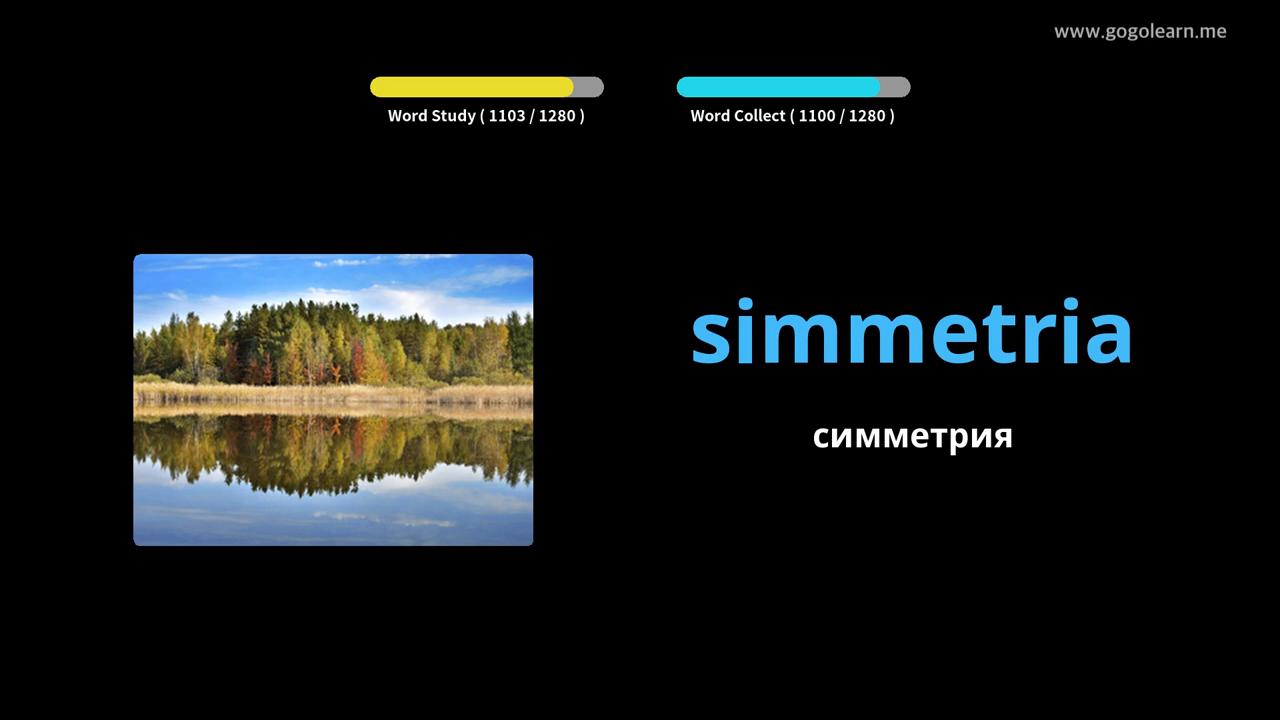 www.gogolearn.me
Word Study ( 1103 / 1280 )
Word Collect ( 1100 / 1280 )
simmetria
симметрия